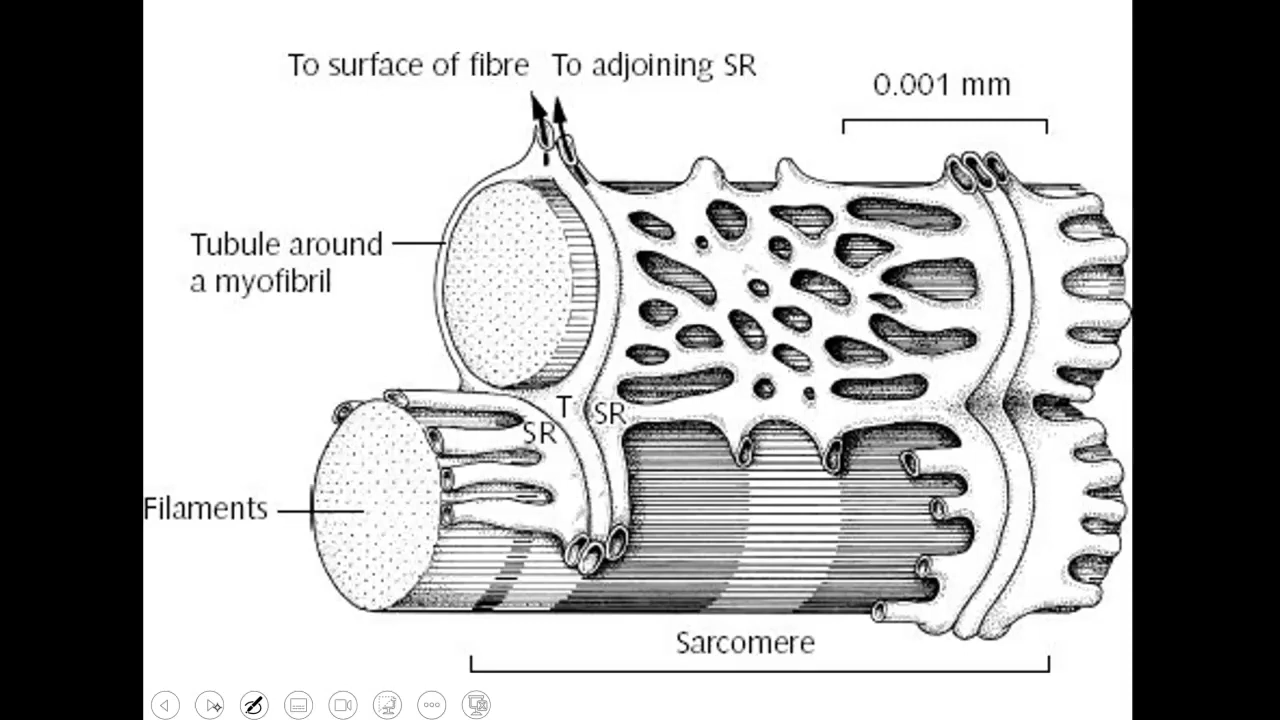 To surface of fibre To adjoining SR
0.001 mm
Tubule around
a myofibril
T
SR
SR
Filaments
Sarcomere